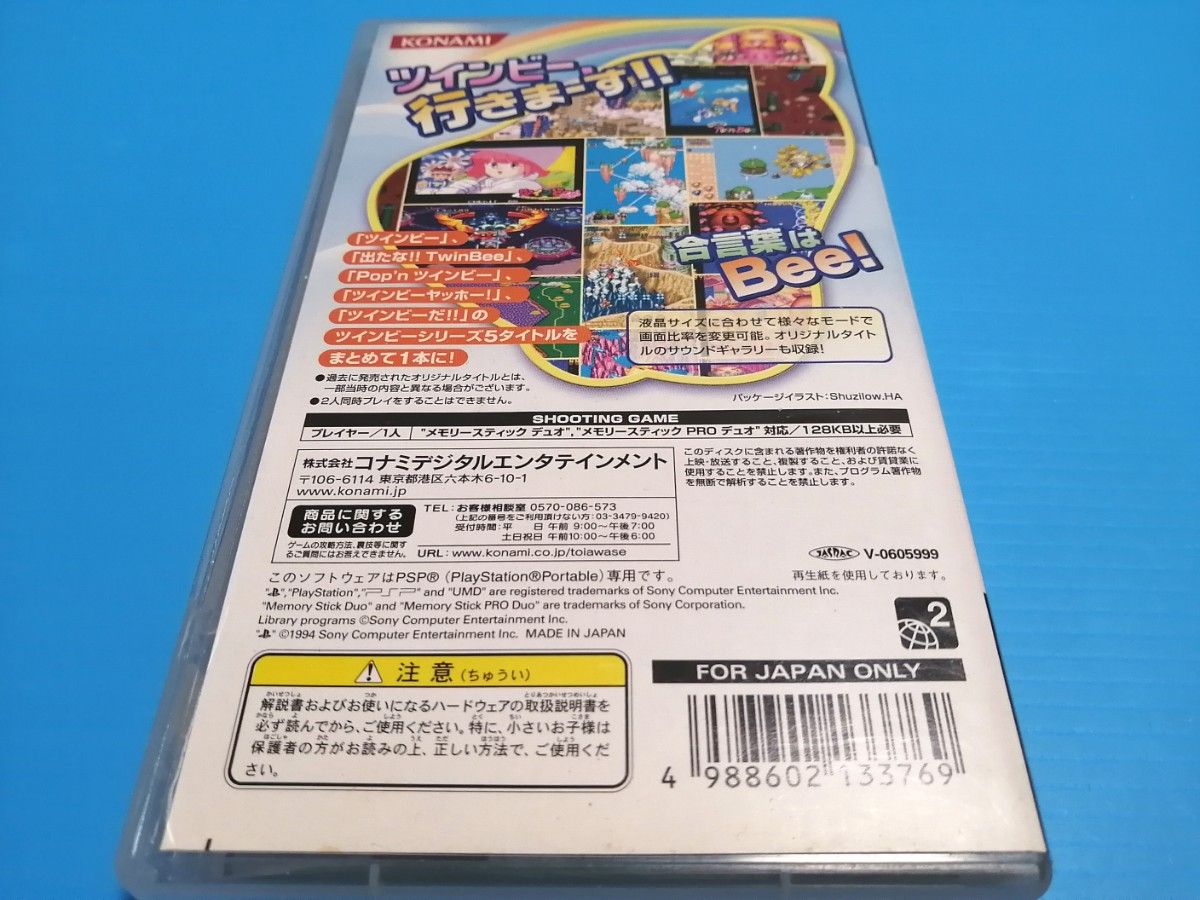 KONAMI
ツインビー
行きまーす!!
TwinBee
「ツインビー」、
「出たな!! TwinBee」、
「Pop'n ツインビー」、
「ツインビーヤッホー!」、
「ツインビーだ!!」の
ツインビーシリーズ5タイトルを
まとめて1本に!
合言葉は
Bee!
液晶サイズに合わせて様々なモードで
画面比率を変更可能。オリジナルタイト
ルのサウンドギャラリーも収録!
●過去に発売されたオリジナルタイトルとは、
一部当時の内容と異なる場合がございます。
●2人同時プレイをすることはできません。
パッケージイラスト:Shuzilow.HA
SHOOTING GAME
プレイヤー/1人 "メモリースティック デュオ","メモリースティック PRO デュオ" 対応/128KB以上必要
株式会社コナミデジタルエンタテインメント
〒106-6114 東京都港区六本木6-10-1
www.konami.jp
商品に関する
お問い合わせ
ゲームの攻略方法、裏技等に関す
るご質問にはお答えできません。
TEL:お客様相談室 0570-086-573
(上記の番号をご利用頂けない方:03-3479-9420)
受付時間:平 日 午前 9:00〜午後7:00
土日祝日 午前10:00〜午後6:00
URL:www.konami.co.jp/toiawase
このディスクに含まれる著作物を権利者の許諾なく
上映・放送すること、複製すること、および賃貸業に
使用することを禁止します。また、プログラム著作物
を無断で解析することを禁止します。
JASRAC V-0605999
再生紙を使用しております。
このソフトウェアはPSP® (PlayStation®Portable) 専用です。
" ","PlayStation","PSP" and "UMD" are registered trademarks of Sony Computer Entertainment Inc.
"Memory Stick Duo" and "Memory Stick PRO Duo" are trademarks of Sony Corporation.
Library programs ©Sony Computer Entertainment Inc.
" " ©1994 Sony Computer Entertainment Inc. MADE IN JAPAN
2
注意(ちゅうい)
解説書およびお使いになるハードウェアの取扱説明書を
必ず読んでから、ご使用ください。特に、小さいお子様は
保護者の方がお読みの上、正しい方法で、ご使用くだ
さい。
FOR JAPAN ONLY
4 988602 133769